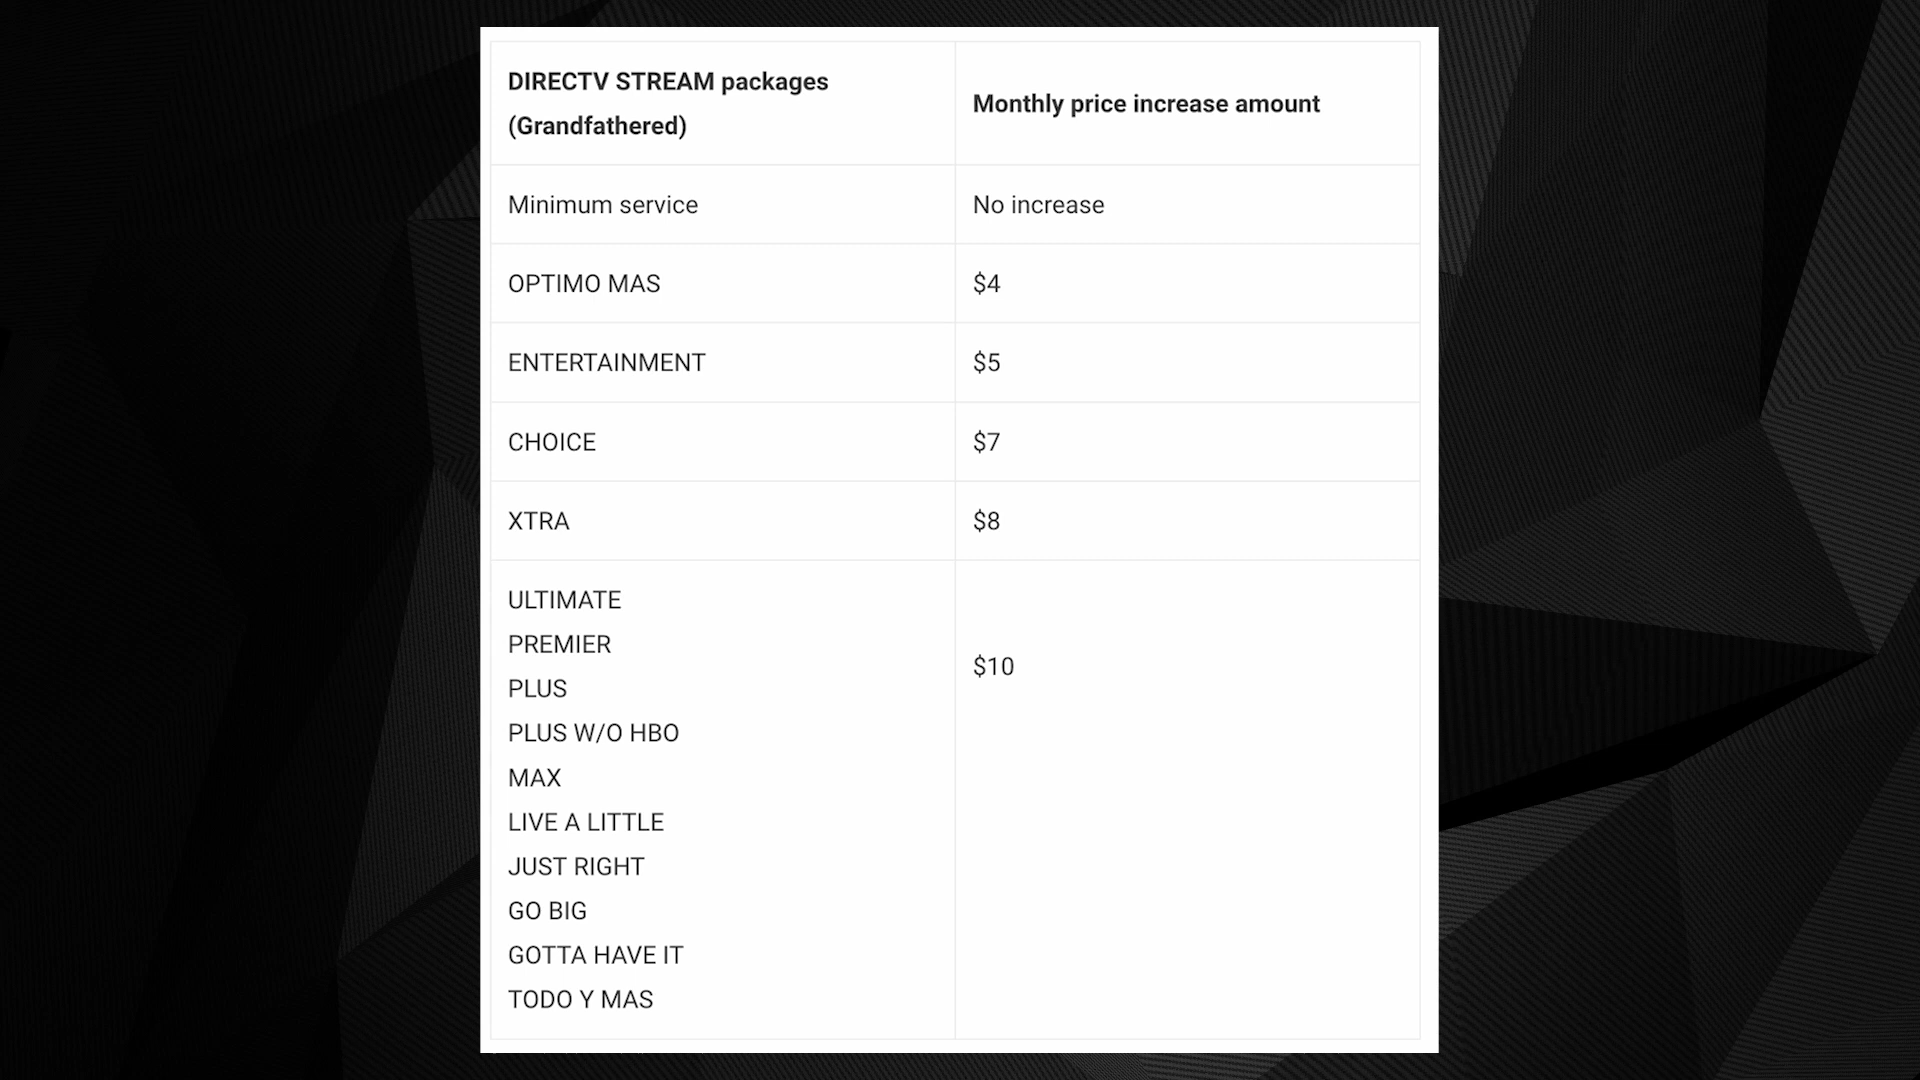 DIRECTV STREAM packages
(Grandfathered)
Monthly price increase amount
Minimum service
No increase
OPTIMO MAS
$4
ENTERTAINMENT
$5
CHOICE
$7
XTRA
$8
ULTIMATE
PREMIER
PLUS
PLUS W/O HBO
MAX
LIVE A LITTLE
JUST RIGHT
GO BIG
GOTTA HAVE IT
TODO Y MAS
$10